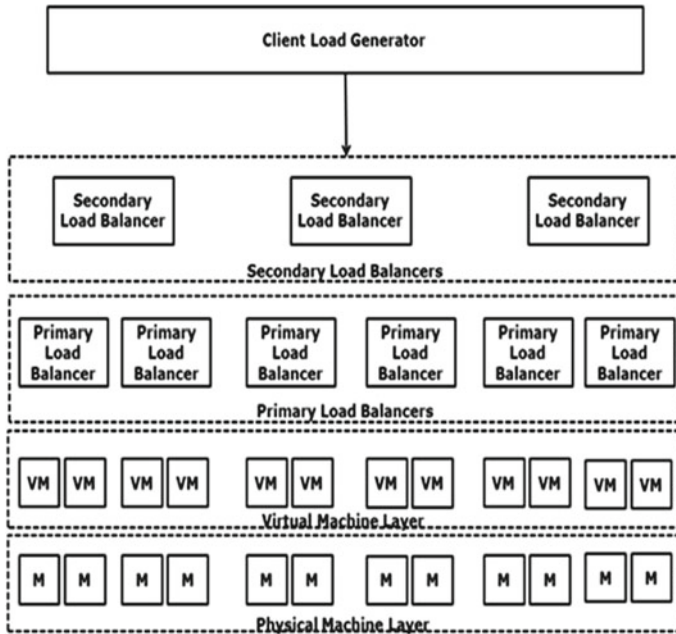 Client Load Generator
Secondary Secondary Secondary
Load Balancer Load Balancer Load Balancer
Secondary Load Balancers
Primary Primary Primary Primary Primary Primary
Load Load Load Load Load Load
Balancer Balancer Balancer Balancer Balancer Balancer
Primary Load Balancers
VM VM VM VM VM VM VM VM VM VM VM VM
Virtual Machine Layer
M M M M M M M M M M M M
Physical Machine Layer